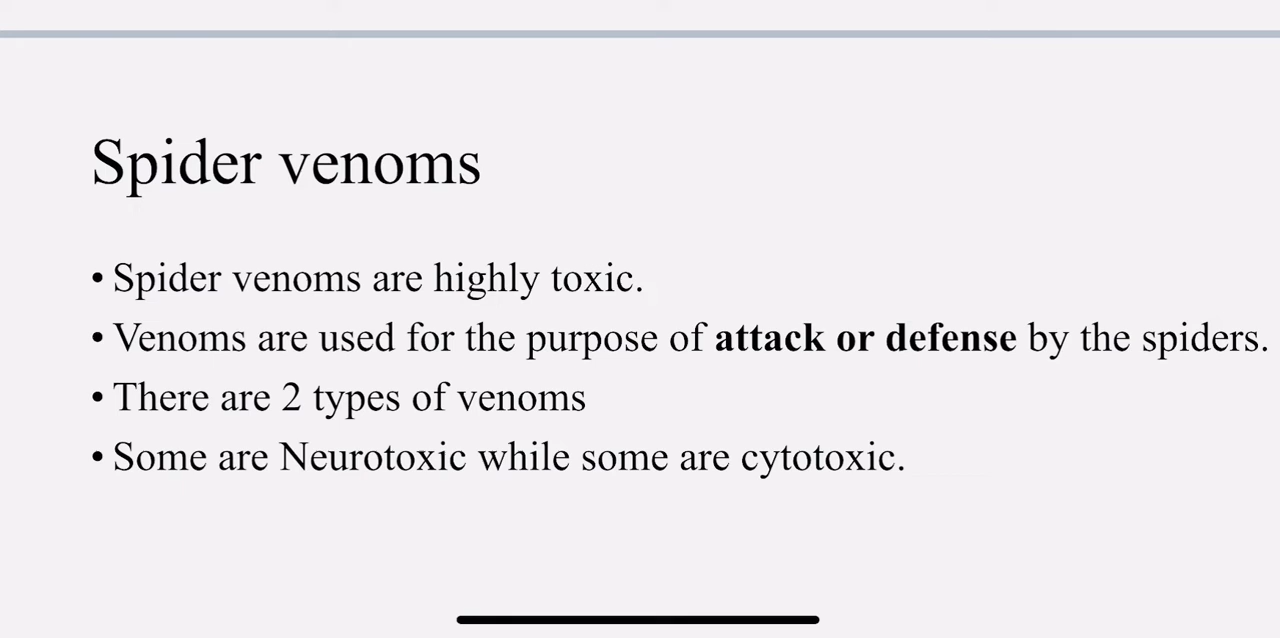 Spider venoms
• Spider venoms are highly toxic.
• Venoms are used for the purpose of attack or defense by the spiders.
• There are 2 types of venoms
• Some are Neurotoxic while some are cytotoxic.